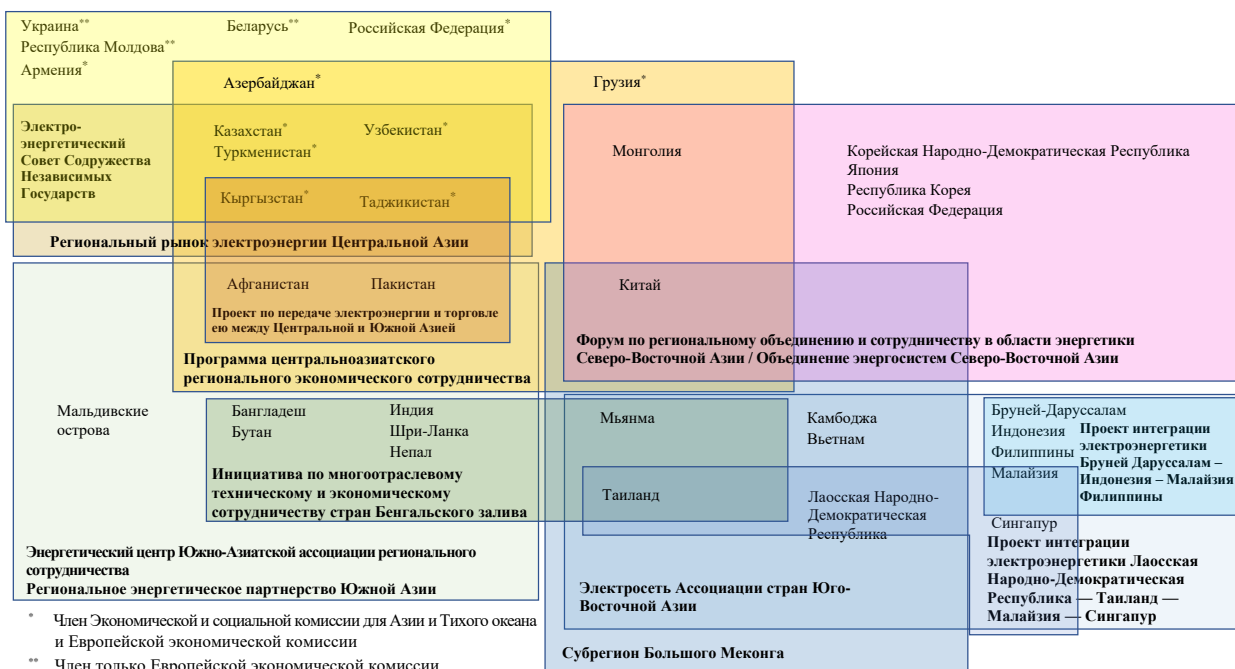 Украина**
Беларусь**
Российская Федерация*
Республика Молдова**
Армения*
Азербайджан*
Грузия*
Электро-
энергетический
Совет Содружества
Независимых
Государств
Казахстан*
Узбекистан*
Туркменистан*
Кыргызстан*
Таджикистан*
Региональный рынок электроэнергии Центральной Азии
Монголия
Корейская Народно-Демократическая Республика
Япония
Республика Корея
Российская Федерация
Афганистан
Пакистан
Проект по передаче электроэнергии и торговле
ею между Центральной и Южной Азией
Программа центральноазиатского
регионального экономического сотрудничества
Китай
Форум по региональному объединению и сотрудничеству в области энергетики
Северо-Восточной Азии / Объединение энергосистем Северо-Восточной Азии
Мальдивские
острова
Бангладеш
Индия
Бутан
Шри-Ланка
Непал
Инициатива по многоотраслевому
техническому и экономическому
сотрудничеству стран Бенгальского залива
Мьянма
Камбоджа
Вьетнам
Таиланд
Лаосская Народно-
Демократическая
Республика
Бруней-Даруссалам
Индонезия
Филиппины
Малайзия
Проект интеграции
электроэнергетики
Бруней Даруссалам –
Индонезия – Малайзия
Филиппины
Сингапур
Проект интеграции
электроэнергетики Лаосская
Народно-Демократическая
Республика — Таиланд —
Малайзия — Сингапур
Энергетический центр Южно-Азиатской ассоциации регионального
сотрудничества
Региональное энергетическое партнерство Южной Азии
Электросеть Ассоциации стран Юго-
Восточной Азии
Субрегион Большого Меконга
* Член Экономической и социальной комиссии для Азии и Тихого океана
и Европейской экономической комиссии
** Член только Европейской экономической комиссии